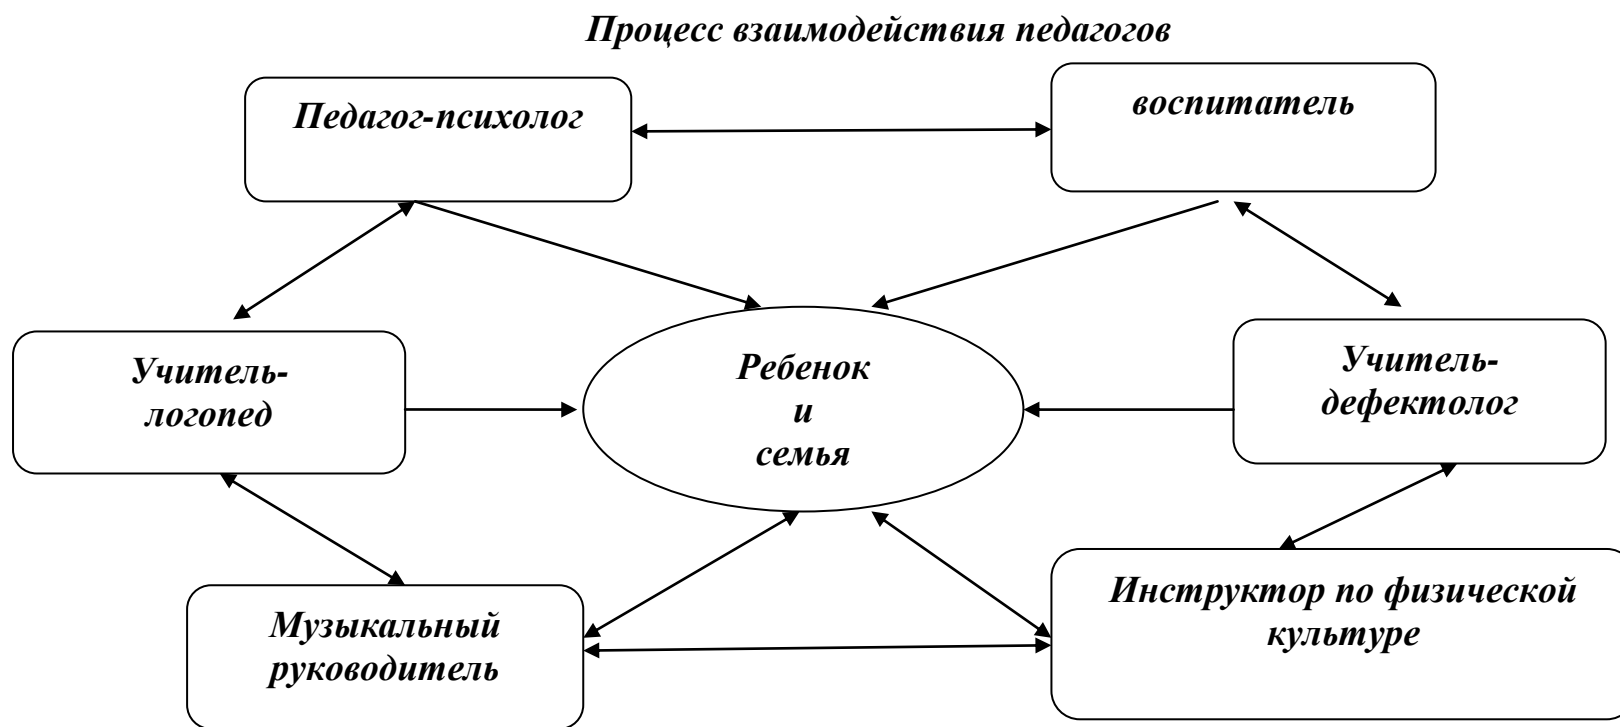 Процесс взаимодействия педагогов
Педагог-психолог
воспитатель
Учитель-
логопед
Ребенок
и
семья
Учитель-
дефектолог
Музыкальный
руководитель
Инструктор по физической
культуре